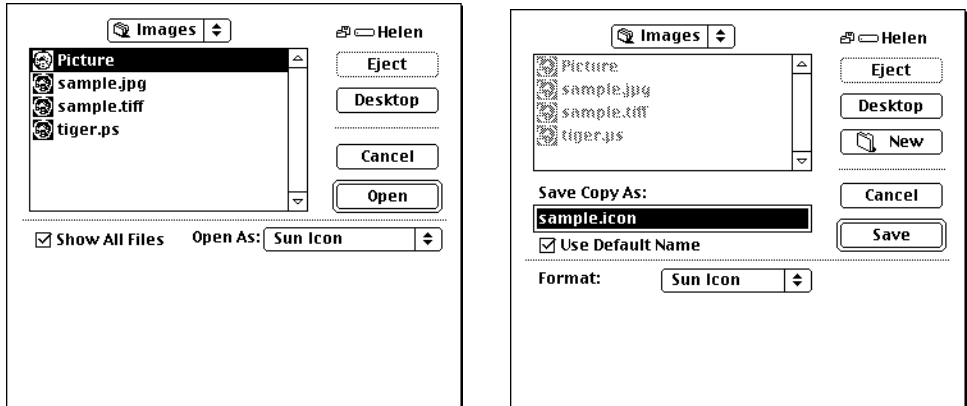 Images
Helen
Picture
sample.jpg
sample.tiff
tiger.ps
Eject
Desktop
Cancel
Open
Show All Files
Open As: Sun Icon
Images
Helen
Picture
sample.jpg
sample.tiff
tiger.ps
Eject
Desktop
New
Save Copy As:
sample.icon
Use Default Name
Cancel
Save
Format: Sun Icon